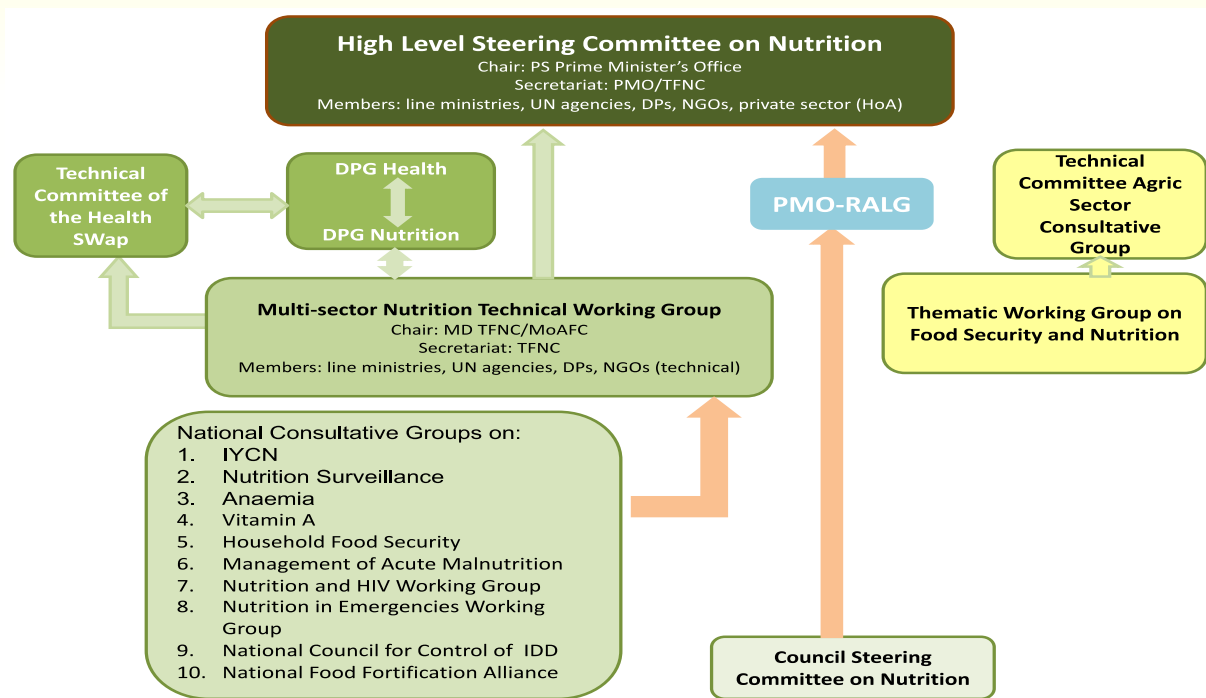 High Level Steering Committee on Nutrition
Chair: PS Prime Minister's Office
Secretariat: PMO/TFNC
Members: line ministries, UN agencies, DPs, NGOs, private sector (HoA)
Technical
Committee of
the Health
SWap
DPG Health
DPG Nutrition
PMO-RALG
Technical
Committee Agric
Sector
Consultative
Group
Multi-sector Nutrition Technical Working Group
Chair: MD TFNC/MoAFC
Secretariat: TFNC
Members: line ministries, UN agencies, DPs, NGOs (technical)
Thematic Working Group on
Food Security and Nutrition
National Consultative Groups on:
1. IYCN
2. Nutrition Surveillance
3. Anaemia
4. Vitamin A
5. Household Food Security
6. Management of Acute Malnutrition
7. Nutrition and HIV Working Group
8. Nutrition in Emergencies Working
Group
9. National Council for Control of IDD
10. National Food Fortification Alliance
Council Steering
Committee on Nutrition